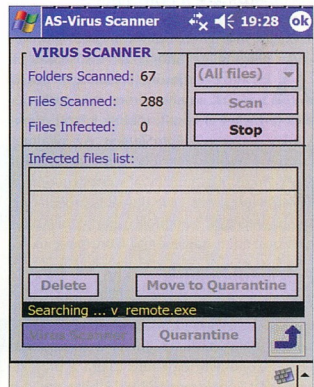 AS-Virus Scanner 19:28 ok
VIRUS SCANNER
Folders Scanned: 67
(All files)
Files Scanned: 288
Scan
Files Infected: 0
Stop
Infected files list:
Delete
Move to Quarantine
Searching ... v_remote.exe
Virus Scanner
Quarantine